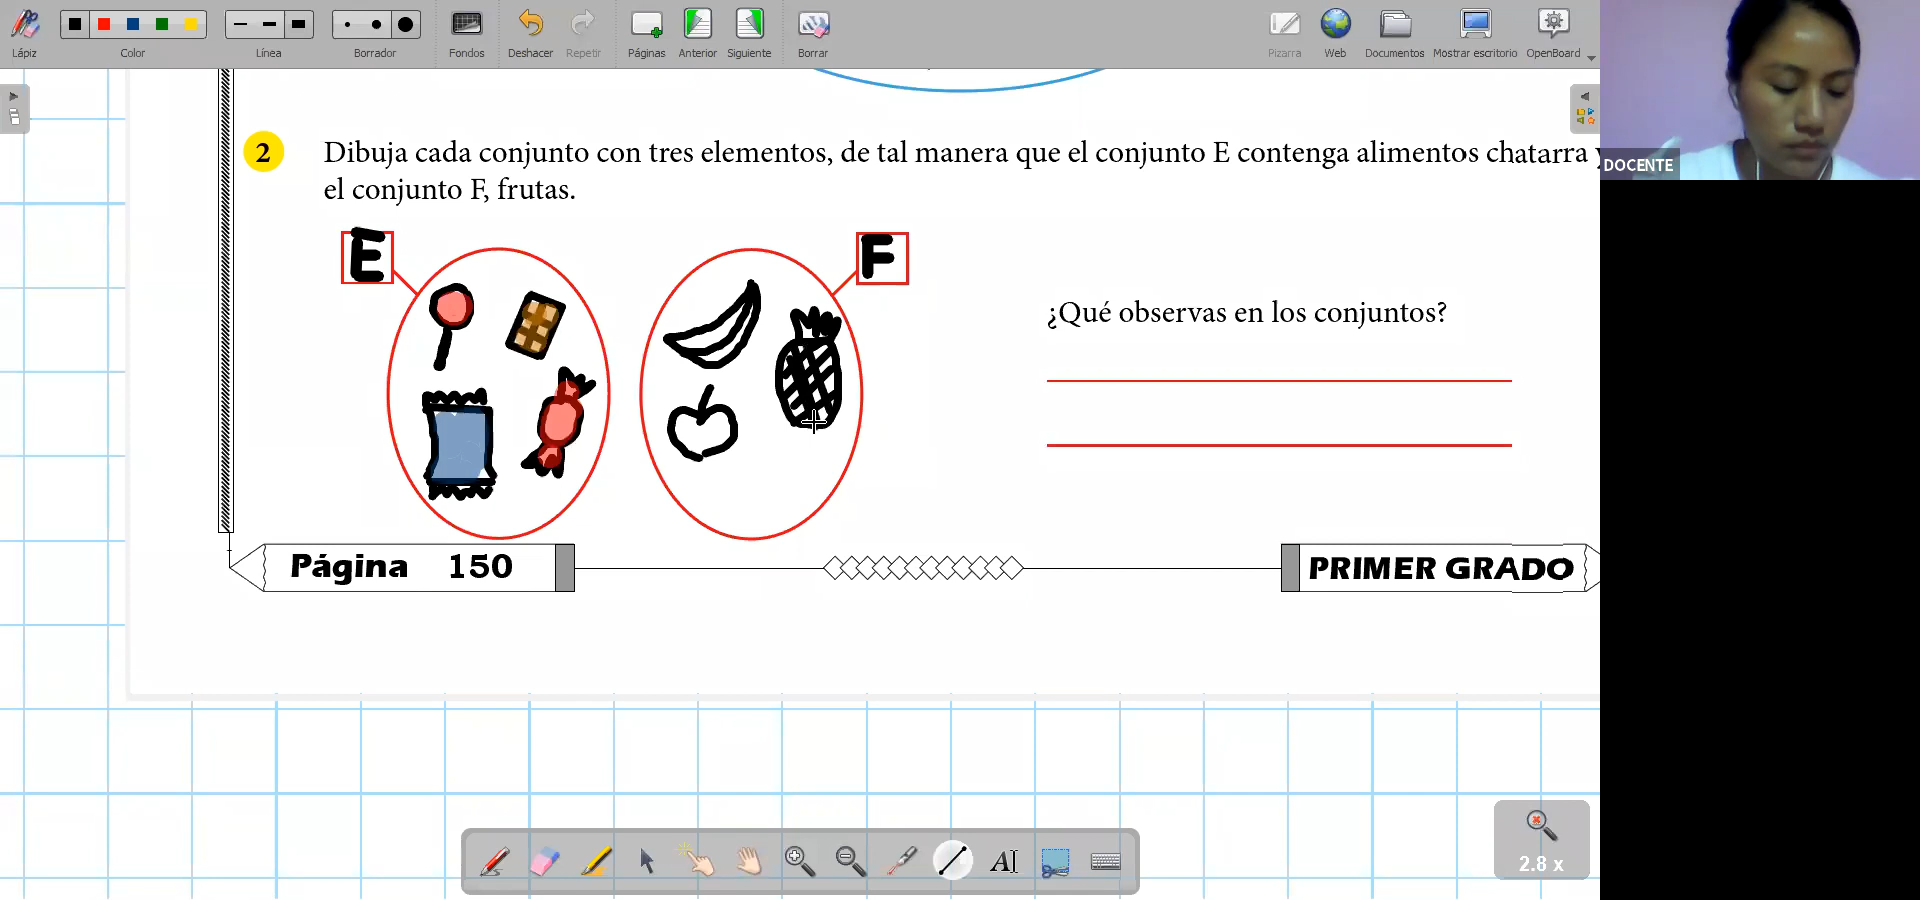 Lápiz
Color
Línea
Borrador
Fondos
Deshacer
Repetir
Páginas
Anterior
Siguiente
Borrar
Pizarra
Web
Documentos
Mostrar escritorio
OpenBoard
DOCENTE
2
Dibuja cada conjunto con tres elementos, de tal manera que el conjunto E contenga alimentos chatarra y
el conjunto F, frutas.
E
F
¿Qué observas en los conjuntos?
Página 150
PRIMER GRADO
AI
2.8 x